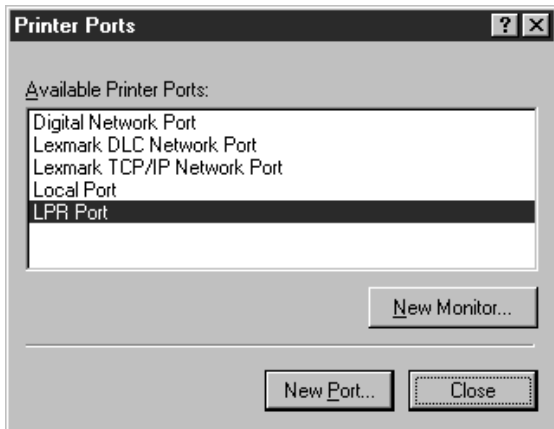 Printer Ports
Available Printer Ports:
Digital Network Port
Lexmark DLC Network Port
Lexmark TCP/IP Network Port
Local Port
LPR Port
New Monitor...
New Port...
Close